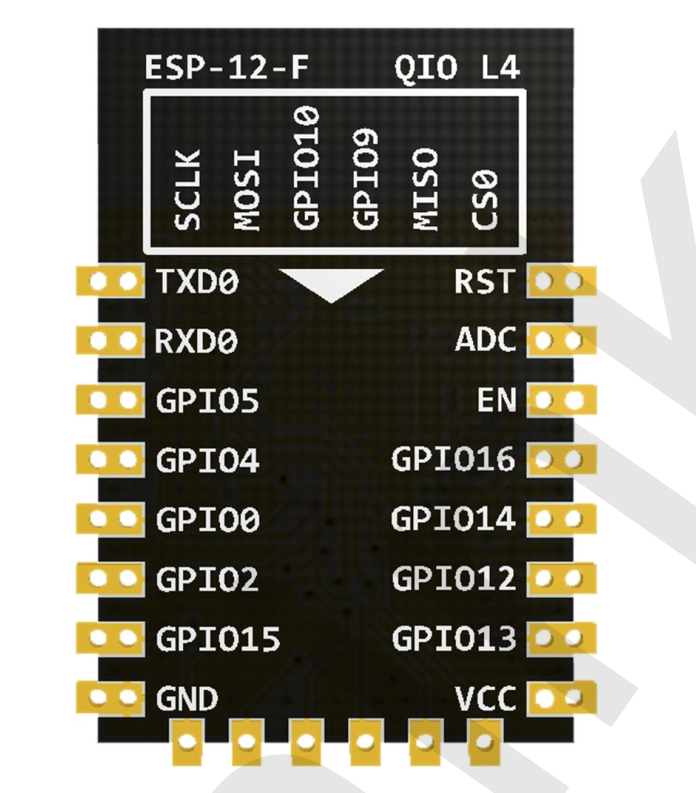 ESP-12-F QIO L4
SCLK
MOSI
GPIO10
GPIO9
MISO
CS0
TXD0 RST
RXD0 ADC
GPIO5 EN
GPIO4 GPIO16
GPIO0 GPIO14
GPIO2 GPIO12
GPIO15 GPIO13
GND VCC